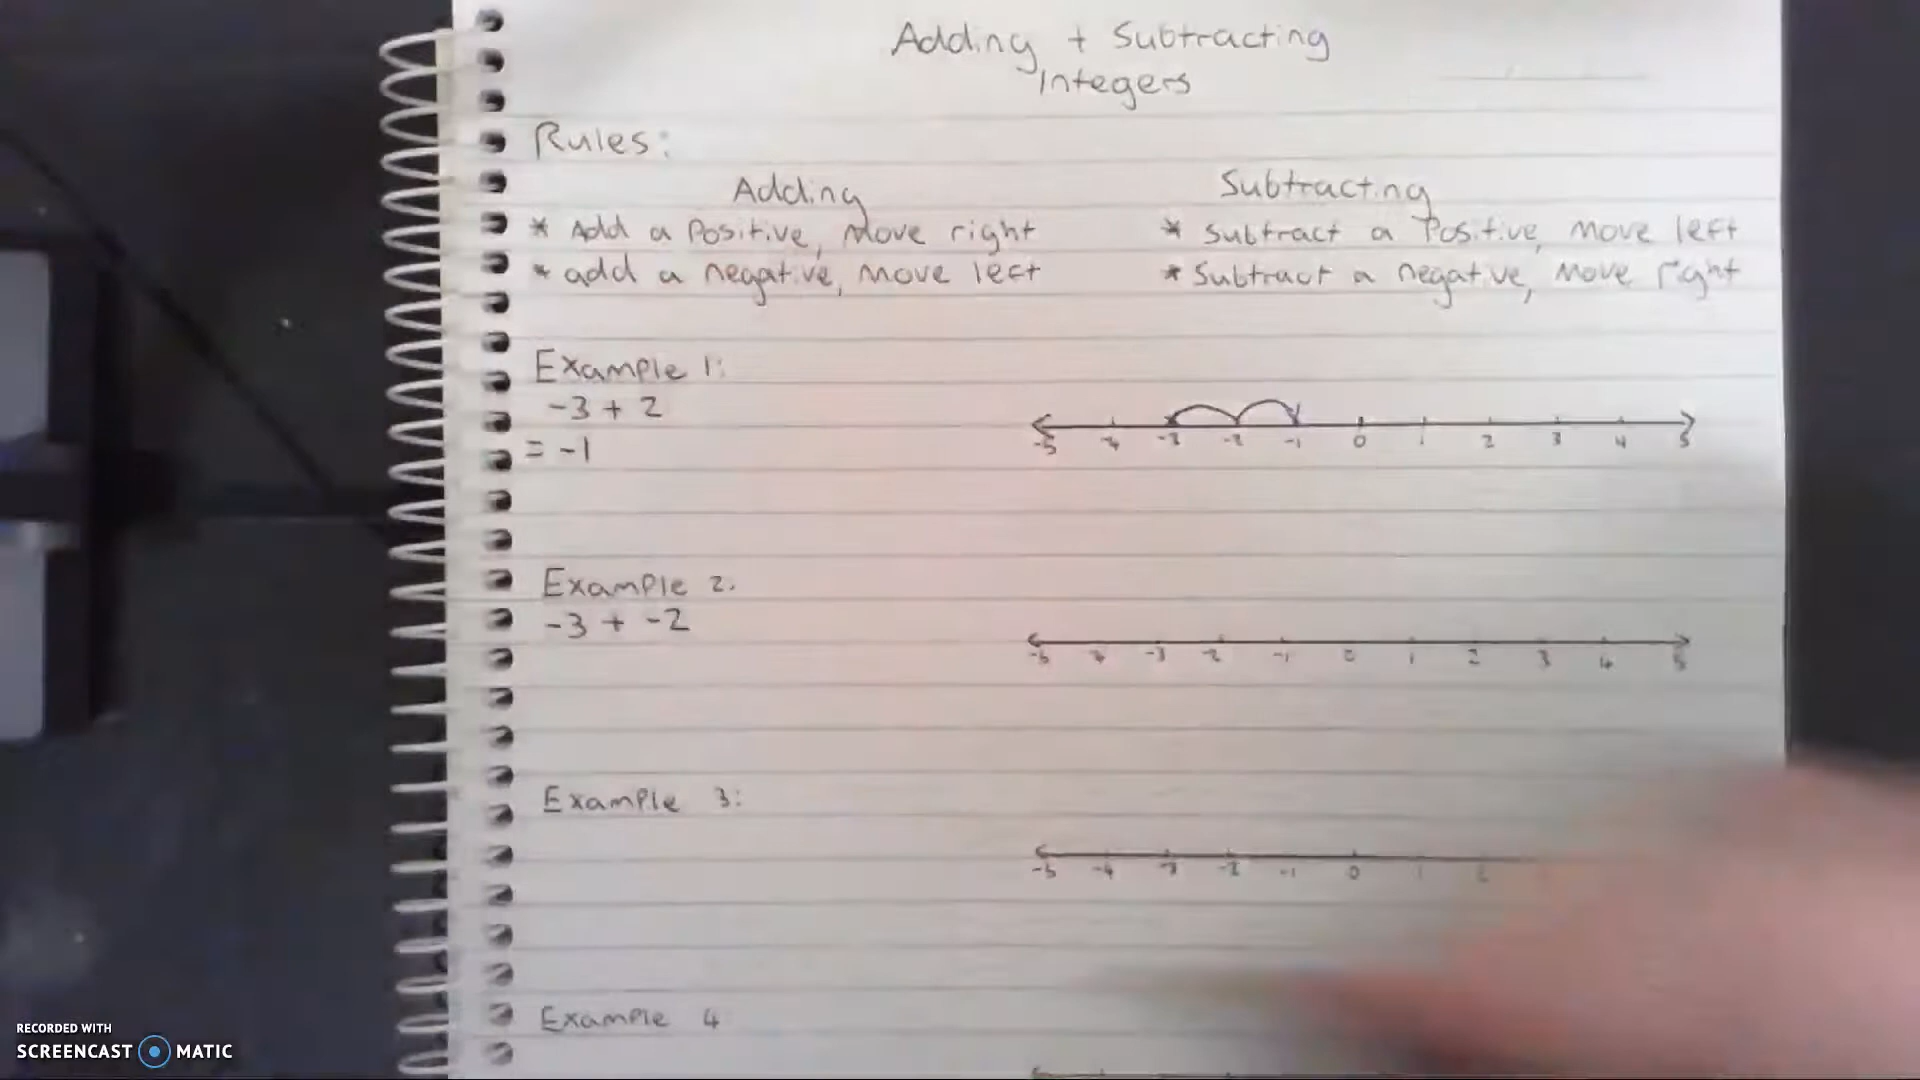 Adding + Subtracting
Integers
Rules:
Adding
* Add a Positive, Move right
* add a negative, move left
Subtracting
* Subtract a Positive, Move left
* Subtract a negative, Move right
Example 1:
-3 + 2
= -1
-5 -4 -3 -2 -1 0 1 2 3 4 5
Example 2.
-3 + -2
-5 -4 -3 -2 -1 0 1 2 3 4 5
Example 3:
-5 -4 -3 -2 -1 0 1 2
Example 4
RECORDED WITH
SCREENCAST MATIC